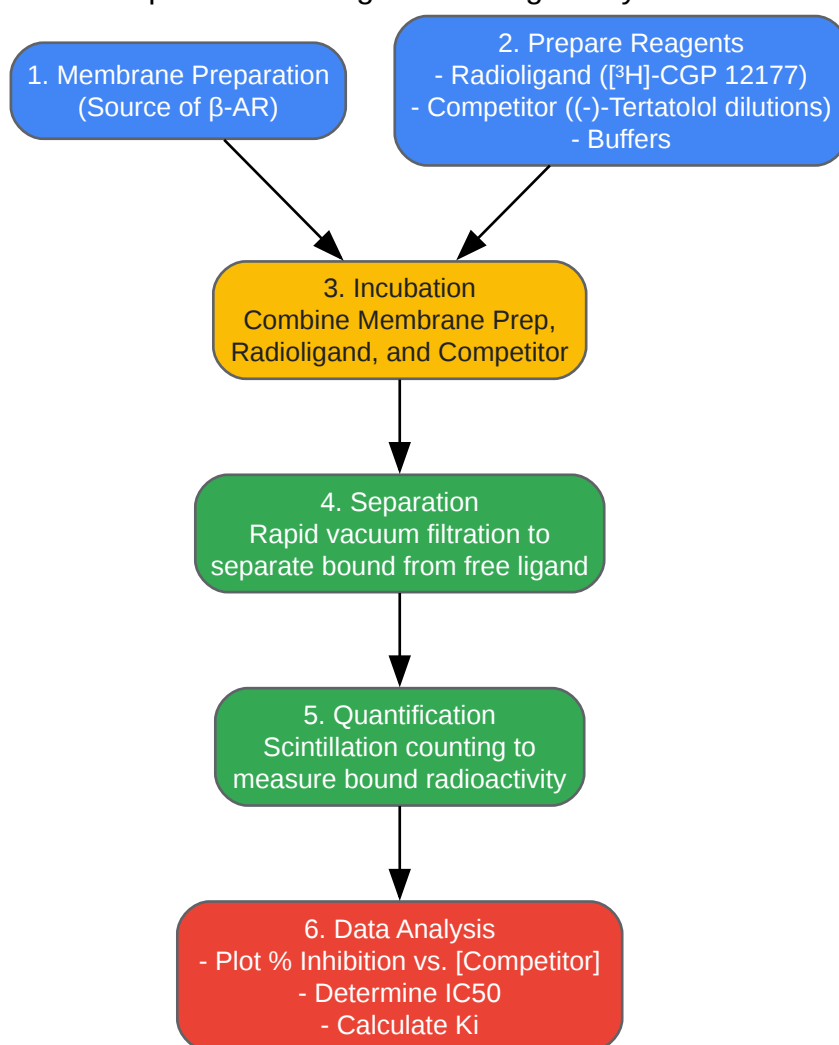 1. Membrane Preparation
(Source of β-AR)
2. Prepare Reagents
- Radioligand ([³H]-CGP 12177)
- Competitor ((-)-Tertatolol dilutions)
- Buffers
3. Incubation
Combine Membrane Prep,
Radioligand, and Competitor
4. Separation
Rapid vacuum filtration to
separate bound from free ligand
5. Quantification
Scintillation counting to
measure bound radioactivity
6. Data Analysis
- Plot % Inhibition vs. [Competitor]
- Determine IC50
- Calculate Ki